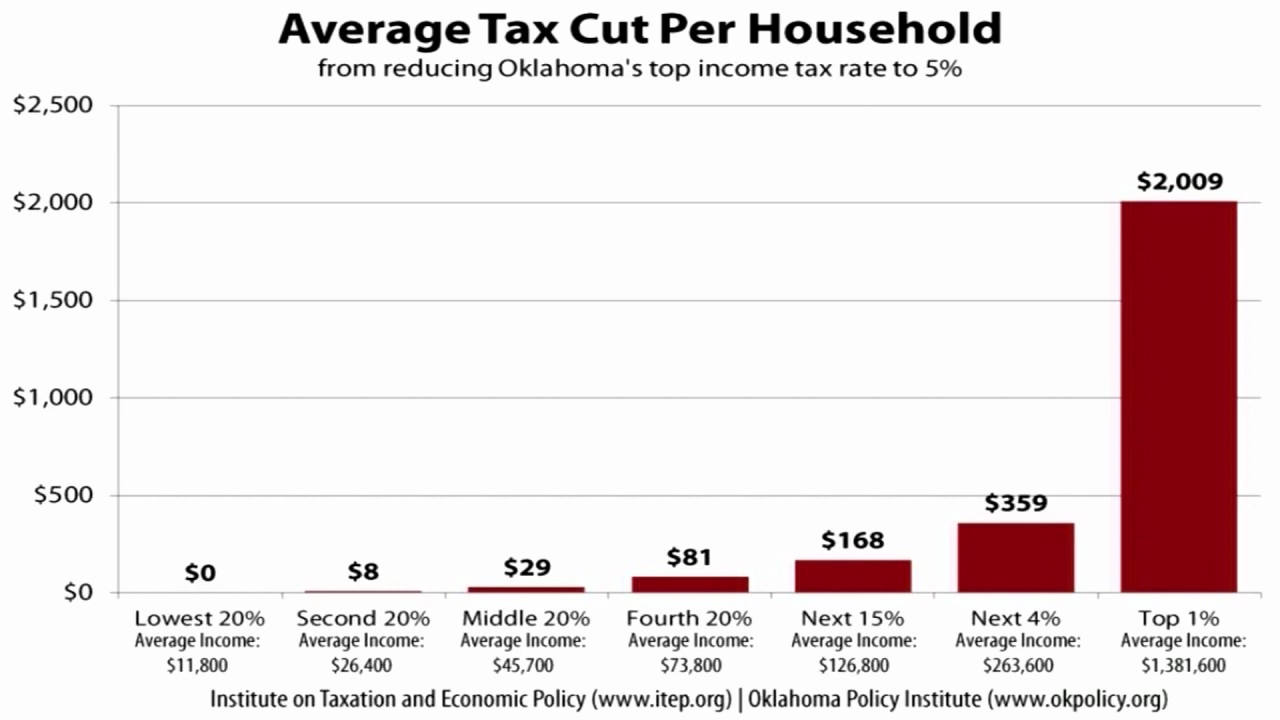 Average Tax Cut Per Household
from reducing Oklahoma's top income tax rate to 5%
$2,500
$2,000
$1,500
$1,000
$500
$0
$0
$8
$29
$81
$168
$359
$2,009
Lowest 20%
Average Income:
$11,800
Second 20%
Average Income:
$26,400
Middle 20%
Average Income:
$45,700
Fourth 20%
Average Income:
$73,800
Next 15%
Average Income:
$126,800
Next 4%
Average Income:
$263,600
Top 1%
Average Income:
$1,381,600
Institute on Taxation and Economic Policy (www.itep.org) | Oklahoma Policy Institute (www.okpolicy.org)